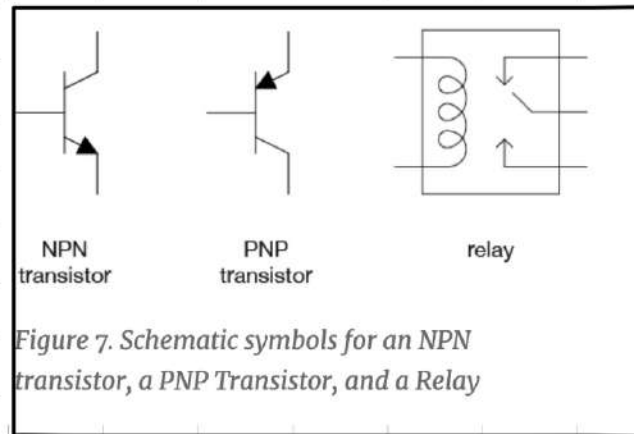 NPN
transistor
PNP
transistor
relay
Figure 7. Schematic symbols for an NPN
transistor, a PNP Transistor, and a Relay